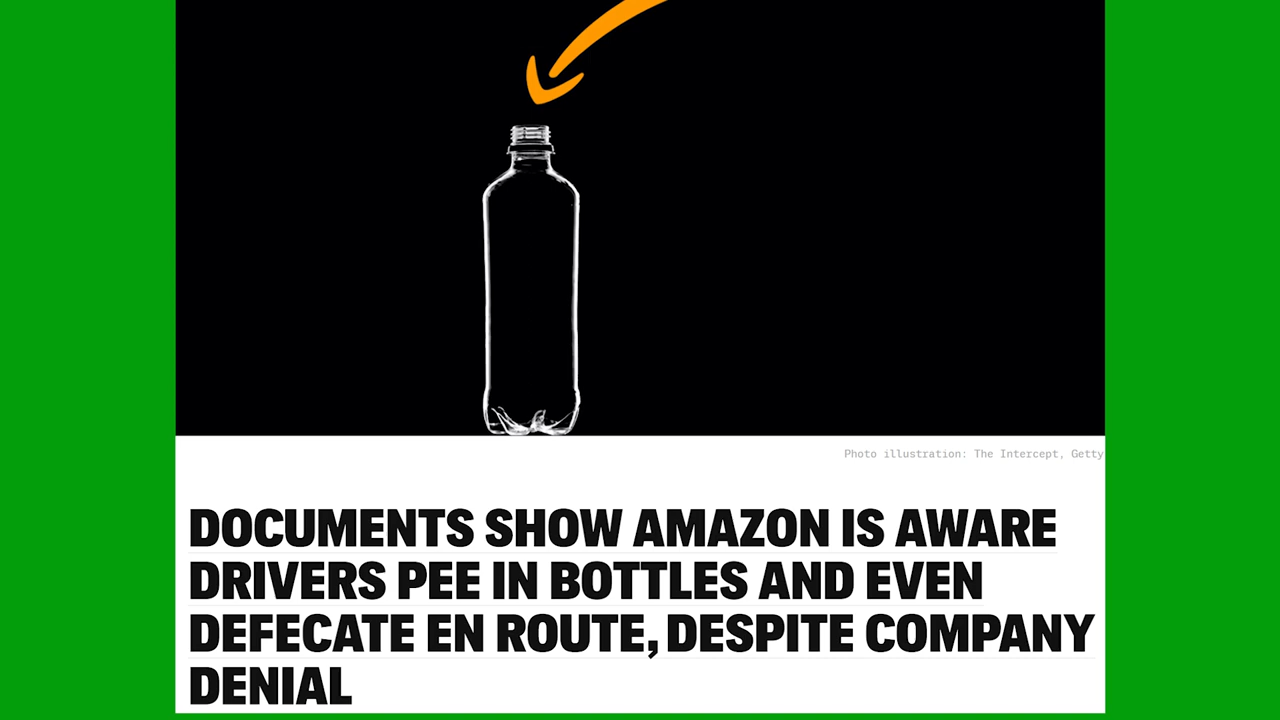 Photo illustration: The Intercept, Getty
DOCUMENTS SHOW AMAZON IS AWARE
DRIVERS PEE IN BOTTLES AND EVEN
DEFECATE EN ROUTE, DESPITE COMPANY
DENIAL